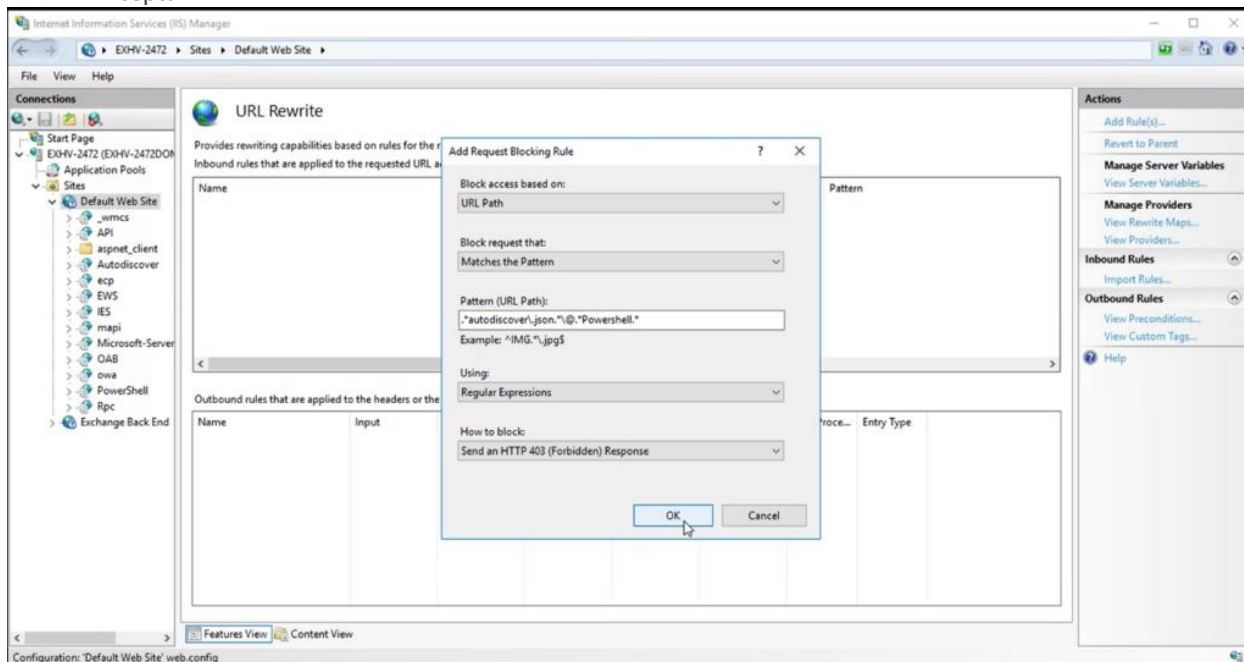 Internet Information Services (IIS) Manager
EXHV-2472 Sites Default Web Site
File View Help
Connections
Start Page
EXHV-2472 (EXHV-2472DOM
Application Pools
Sites
Default Web Site
_wmcs
API
aspnet_client
Autodiscover
ecp
EWS
IES
mapi
Microsoft-Server
OAB
owa
PowerShell
Rpc
Exchange Back End
URL Rewrite
Provides rewriting capabilities based on rules for the r
Inbound rules that are applied to the requested URL a
Name
Pattern
Outbound rules that are applied to the headers or the
Name Input
Entry Type
Features View Content View
Add Request Blocking Rule ?
Block access based on:
URL Path
Block request that:
Matches the Pattern
Pattern (URL Path):
.*autodiscover\.json.*\@.*Powershell.*
Example: ^IMG.*\.jpg$
Using:
Regular Expressions
How to block:
Send an HTTP 403 (Forbidden) Response
OK Cancel
Actions
Add Rule(s)...
Revert to Parent
Manage Server Variables
View Server Variables...
Manage Providers
View Rewrite Maps...
View Providers...
Inbound Rules
Import Rules...
Outbound Rules
View Preconditions...
View Custom Tags...
Help
Configuration: 'Default Web Site' web.config